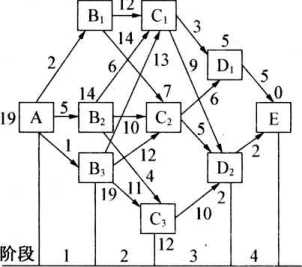 B₁ 12 C₁
14 3 5
2 6 13 9 D₁ 5
14 7 6 0
19 A 5 B₂ 10 C₂ E
1 12 5 2
B₃ 4 D₂
19 11 2
C₃ 10
12
阶段 1 2 3 4